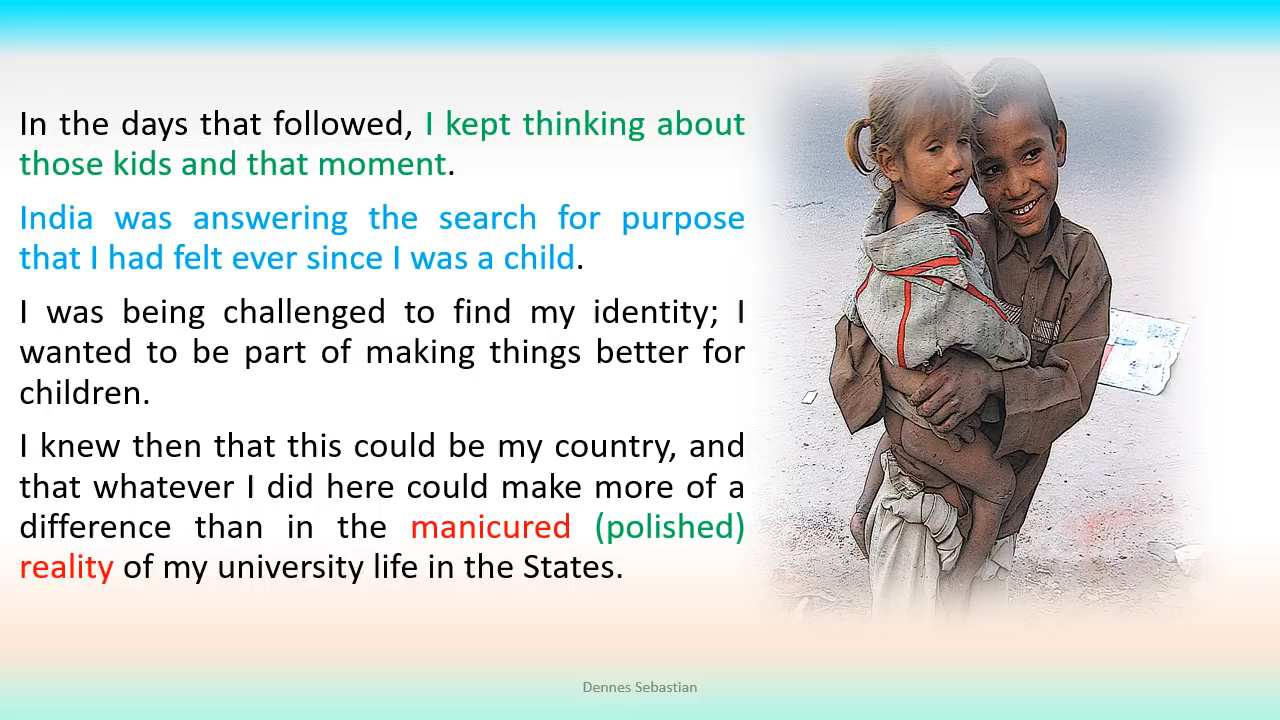 In the days that followed, I kept thinking about
those kids and that moment.
India was answering the search for purpose
that I had felt ever since I was a child.
I was being challenged to find my identity; I
wanted to be part of making things better for
children.
I knew then that this could be my country, and
that whatever I did here could make more of a
difference than in the manicured (polished)
reality of my university life in the States.
Dennes Sebastian